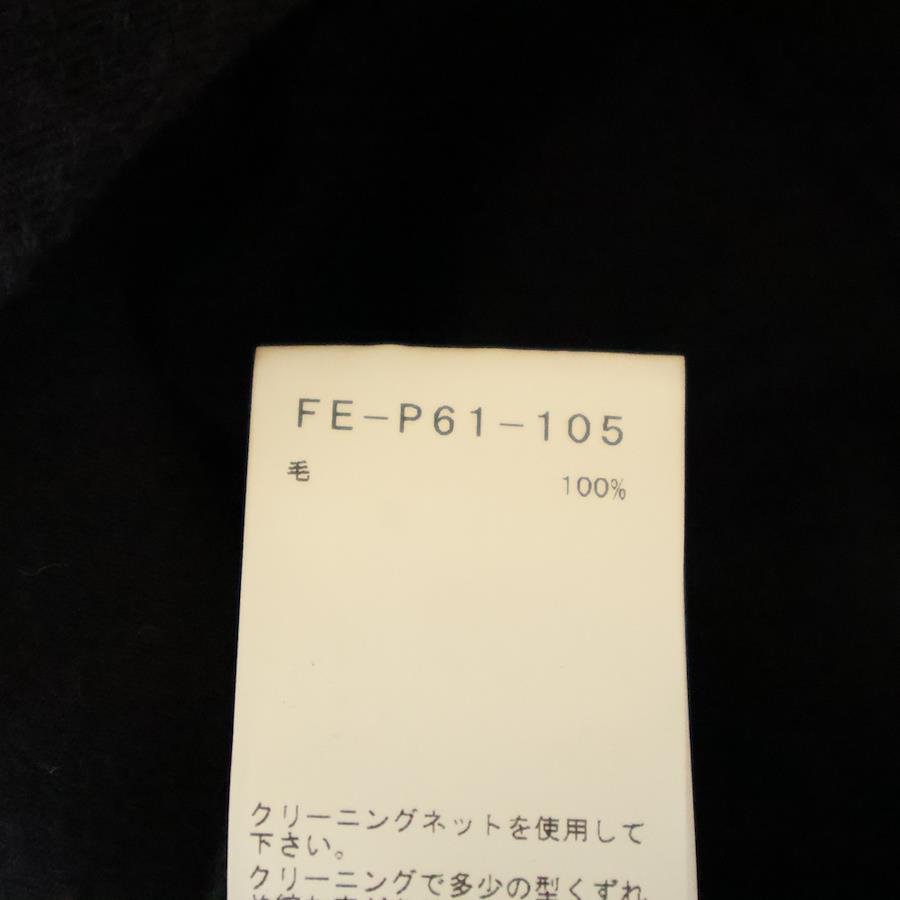 FE-P61-105
毛 100%
クリーニングネットを使用して
下さい。
クリーニングで多少の型くずれ